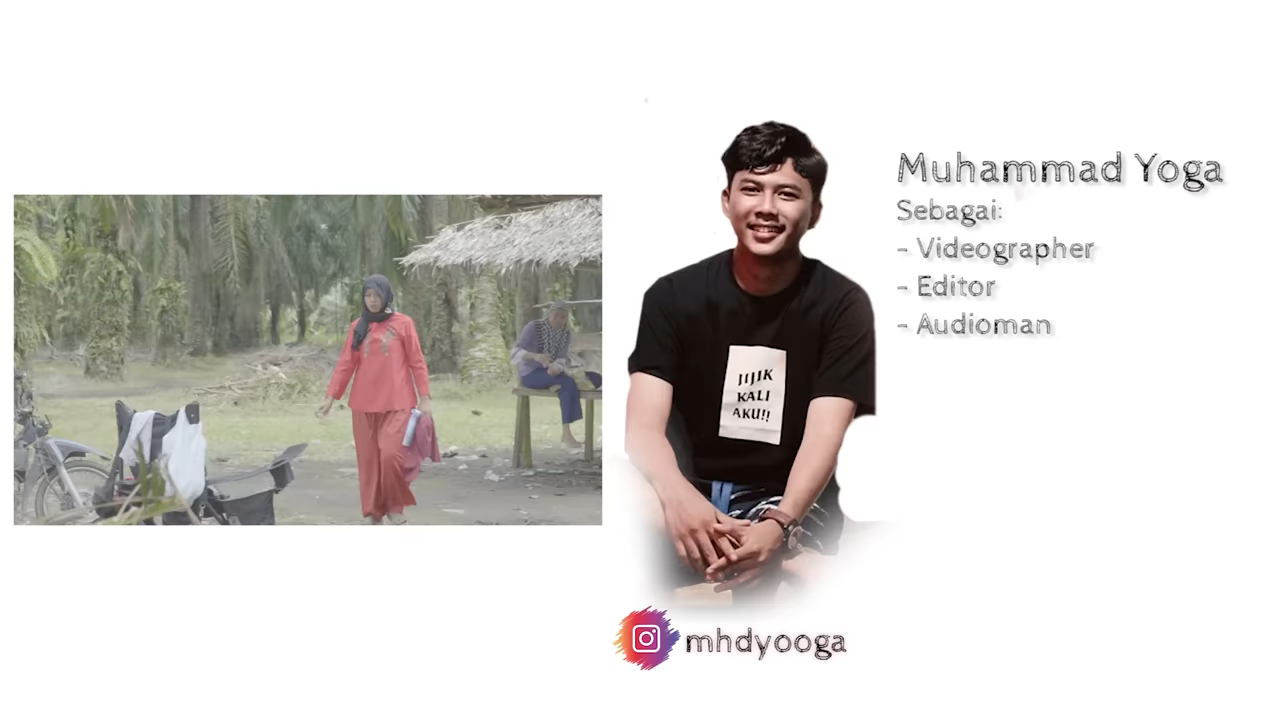 Muhammad Yoga
Sebagai:
- Videographer
- Editor
- Audioman
JIJIK
KALI
AKU!!
mhdyooga